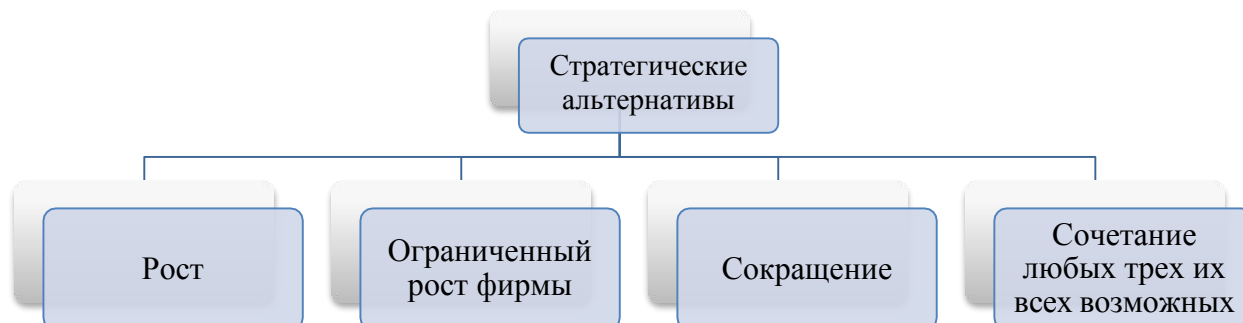 Стратегические
альтернативы
Рост
Ограниченный
рост фирмы
Сокращение
Сочетание
любых трех их
всех возможных